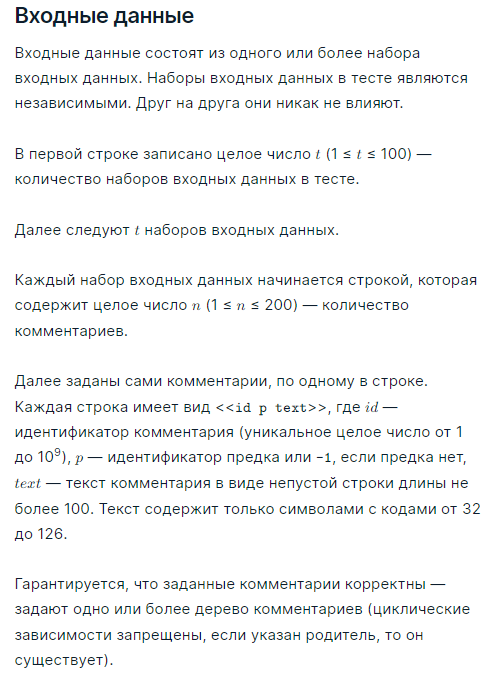 Входные данные
Входные данные состоят из одного или более набора
входных данных. Наборы входных данных в тесте являются
независимыми. Друг на друга они никак не влияют.
В первой строке записано целое число t (1 ≤ t ≤ 100) —
количество наборов входных данных в тесте.
Далее следуют t наборов входных данных.
Каждый набор входных данных начинается строкой, которая
содержит целое число n (1 ≤ n ≤ 200) — количество
комментариев.
Далее заданы сами комментарии, по одному в строке.
Каждая строка имеет вид <<id p text>>, где id —
идентификатор комментария (уникальное целое число от 1
до 10⁹), p — идентификатор предка или -1, если предка нет,
text — текст комментария в виде непустой строки длины не
более 100. Текст содержит только символами с кодами от 32
до 126.
Гарантируется, что заданные комментарии корректны —
задают одно или более дерево комментариев (циклические
зависимости запрещены, если указан родитель, то он
существует).